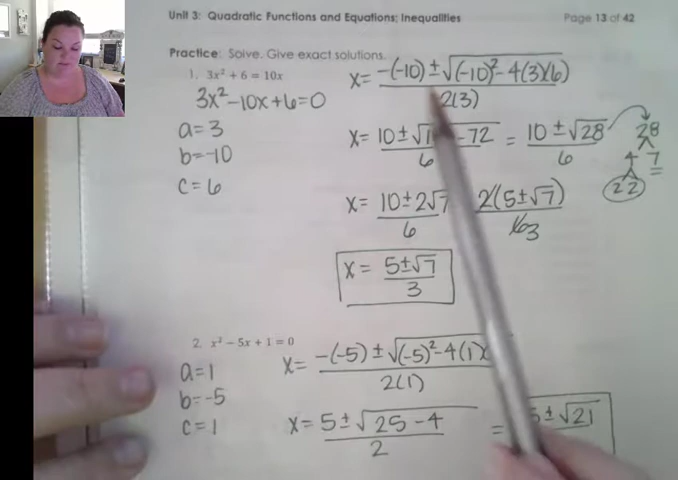 Unit 3: Quadratic Functions and Equations; Inequalities
Page 13 of 42
Practice: Solve. Give exact solutions.
1. 3x² + 6 = 10x
3x² - 10x + 6 = 0
a = 3
b = -10
c = 6
x = -(-10) ± √(-10)² - 4(3)(6)
2(3)
x = 10 ± √1 - 72 = 10 ± √28
6 6
28
4 7
2 2
x = 10 ± 2√7 2(5 ± √7)
6 6 3
x = 5 ± √7
3
2. x² - 5x + 1 = 0
a = 1
b = -5
c = 1
x = -(-5) ± √(-5)² - 4(1)
2(1)
x = 5 ± √25 - 4 = 5 ± √21
2